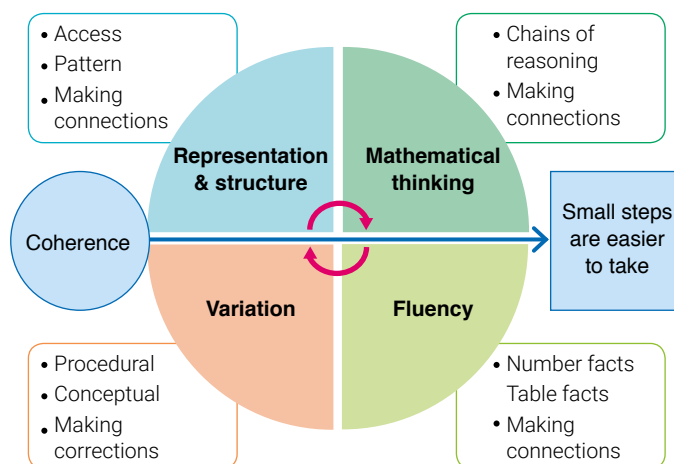 • Access
• Pattern
• Making
connections
• Chains of
reasoning
• Making
connections
Representation
& structure
Mathematical
thinking
Coherence
Small steps
are easier
to take
Variation
Fluency
• Procedural
• Conceptual
• Making
corrections
• Number facts
Table facts
• Making
connections